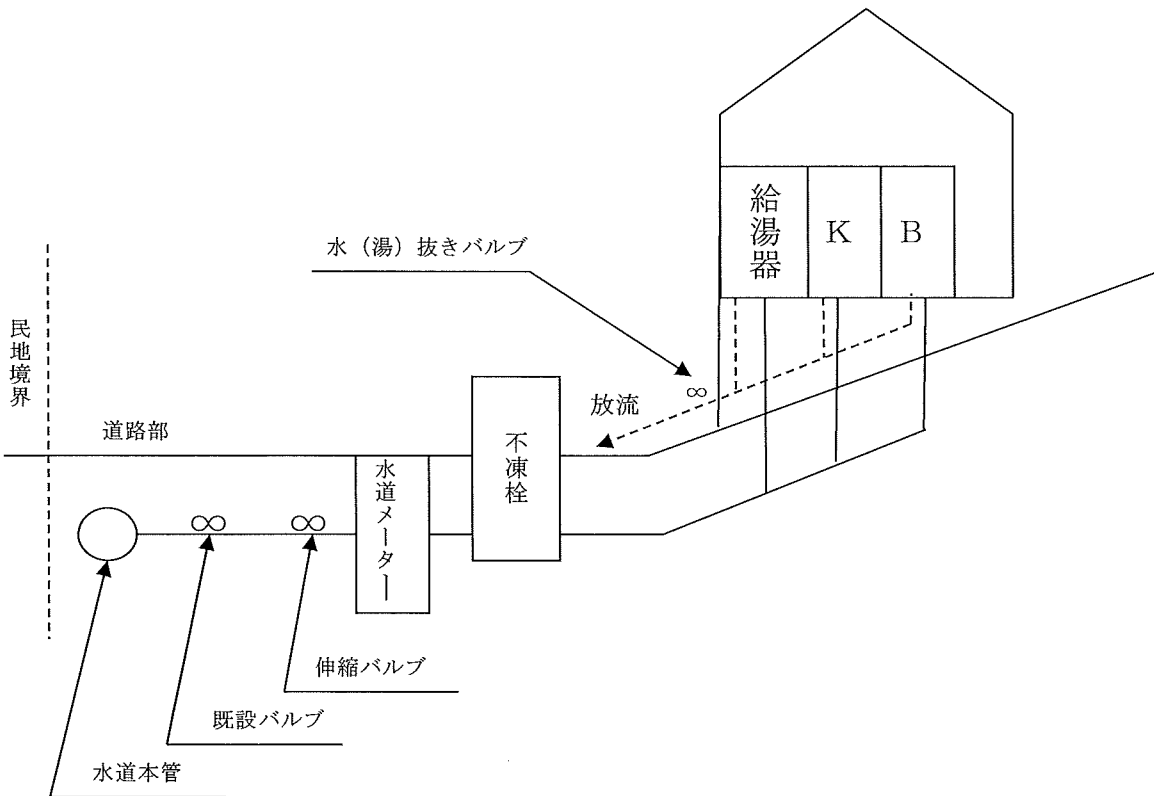 給湯器
K
B
水（湯）抜きバルブ
民地境界
∞
放流
道路部
不凍栓
水道メーター
∞
∞
伸縮バルブ
既設バルブ
水道本管